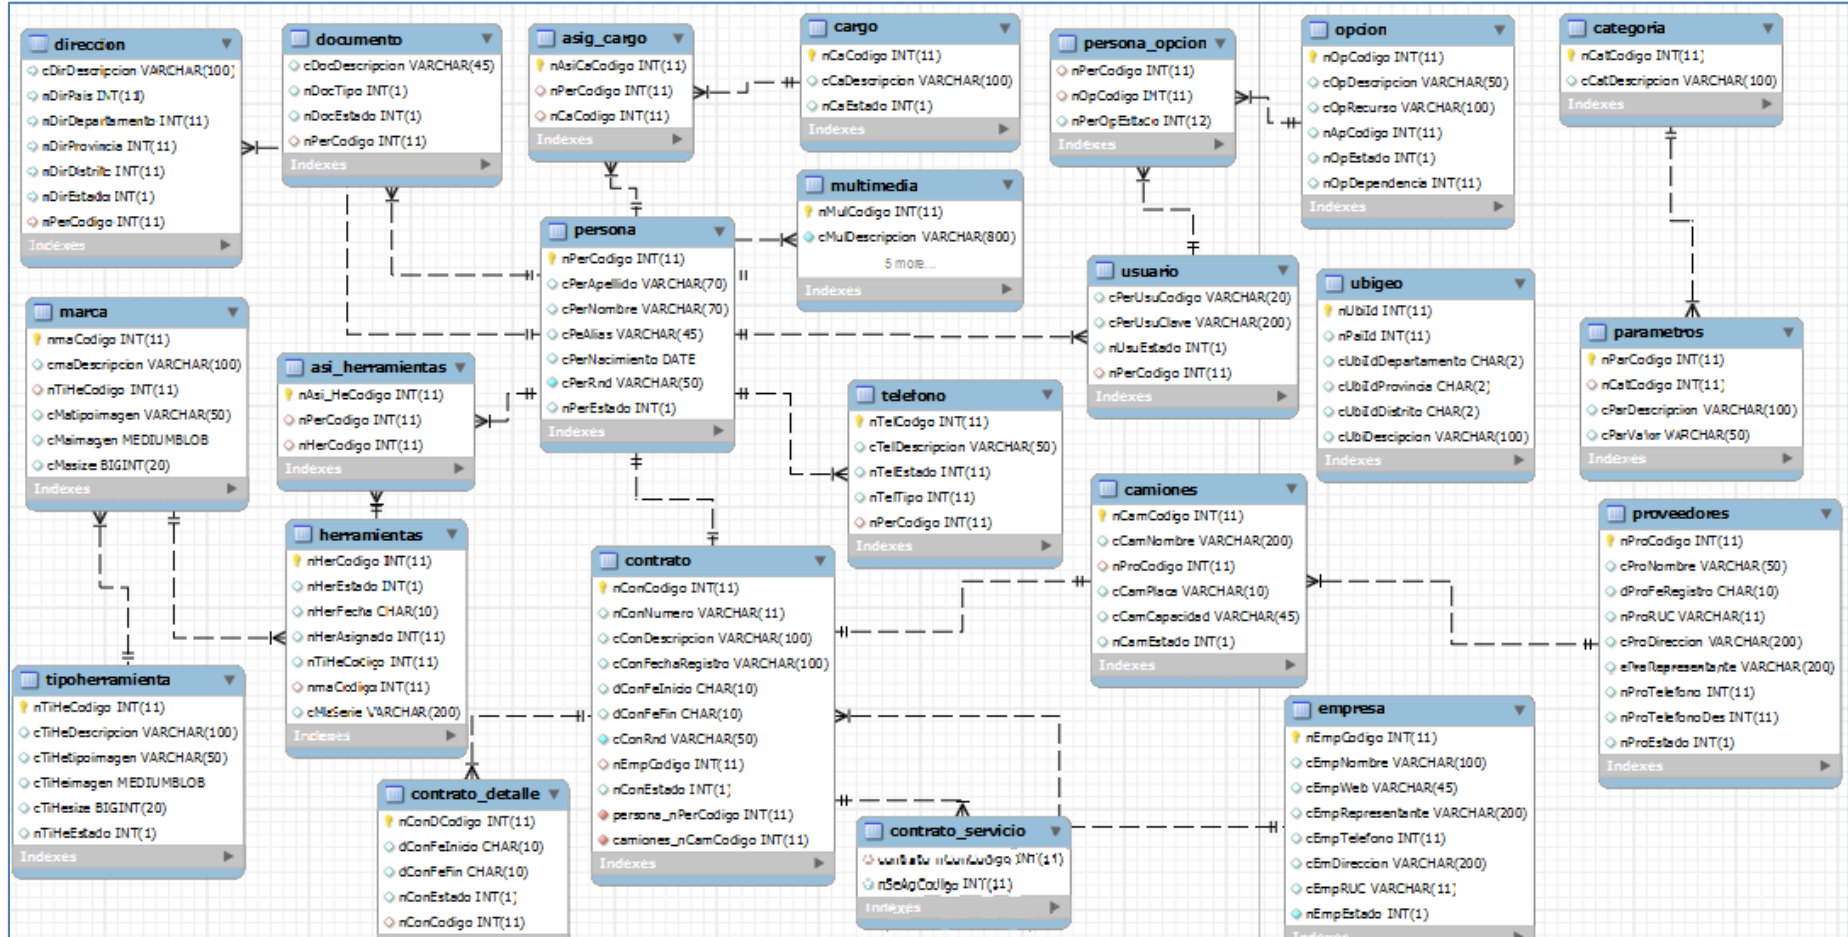 direccion
cDirDescripcion VARCHAR(100)
nDirPais INT(11)
nDirDepartamento INT(11)
nDirProvincia INT(11)
nDirDistrito INT(11)
nDirEstado INT(1)
nPerCodigo INT(11)
Indexes
documento
cDocDescripcion VARCHAR(45)
nDocTipo INT(1)
nDocEstado INT(1)
nPerCodigo INT(11)
Indexes
asig_cargo
nAsiCaCodigo INT(11)
nPerCodigo INT(11)
nCaCodigo INT(11)
Indexes
cargo
nCaCodigo INT(11)
cCaDescripcion VARCHAR(100)
nCaEstado INT(1)
Indexes
persona_opcion
nPerCodigo INT(11)
nOpCodigo INT(11)
nPerOpEstado INT(12)
Indexes
opcion
nOpCodigo INT(11)
cOpDescripcion VARCHAR(50)
cOpRecurso VARCHAR(100)
nApCodigo INT(11)
nOpEstado INT(1)
nOpDependencia INT(11)
Indexes
categoria
nCatCodigo INT(11)
cCatDescripcion VARCHAR(100)
Indexes
multimedia
nMulCodigo INT(11)
cMulDescripcion VARCHAR(800)
5 more...
Indexes
persona
nPerCodigo INT(11)
cPerApellido VARCHAR(70)
cPerNombre VARCHAR(70)
cPeAlias VARCHAR(45)
cPerNacimiento DATE
cPerRnd VARCHAR(50)
nPerEstado INT(1)
Indexes
usuario
cPerUsuCodigo VARCHAR(20)
cPerUsuClave VARCHAR(200)
nUsuEstado INT(1)
nPerCodigo INT(11)
Indexes
ubigeo
nUbiId INT(11)
nPaiId INT(11)
cUbiIdDepartamento CHAR(2)
cUbiIdProvincia CHAR(2)
cUbiIdDistrito CHAR(2)
cUbiDescipcion VARCHAR(100)
Indexes
parametros
nParCodigo INT(11)
nCatCodigo INT(11)
cParDescripcion VARCHAR(100)
cParValor VARCHAR(50)
Indexes
marca
nmaCodigo INT(11)
cmaDescripcion VARCHAR(100)
nTiHeCodigo INT(11)
cMatipoimagen VARCHAR(50)
cMaimagen MEDIUMBLOB
cMasize BIGINT(20)
Indexes
asi_herramientas
nAsi_HeCodigo INT(11)
nPerCodigo INT(11)
nHerCodigo INT(11)
Indexes
telefono
nTelCodigo INT(11)
cTelDescripcion VARCHAR(50)
nTelEstado INT(11)
nTelTipo INT(11)
nPerCodigo INT(11)
Indexes
camiones
nCamCodigo INT(11)
cCamNombre VARCHAR(200)
nProCodigo INT(11)
cCamPlaca VARCHAR(10)
cCamCapacidad VARCHAR(45)
nCamEstado INT(1)
Indexes
proveedores
nProCodigo INT(11)
cProNombre VARCHAR(50)
dProFeRegistro CHAR(10)
nProRUC VARCHAR(11)
cProDireccion VARCHAR(200)
VARCHAR(200)
nProTelefono INT(11)
nProTelefonoDes INT(11)
nProEstado INT(1)
Indexes
herramientas
nHerCodigo INT(11)
nHerEstado INT(1)
nHerFecha CHAR(10)
nHerAsignado INT(11)
nTiHeCodigo INT(11)
nmaCodigo INT(11)
cMaSerie VARCHAR(200)
Indexes
contrato
nConCodigo INT(11)
nConNumero VARCHAR(11)
cConDescripcion VARCHAR(100)
cConFechaRegistro VARCHAR(100)
dConFeInicio CHAR(10)
dConFeFin CHAR(10)
cConRnd VARCHAR(50)
nEmpCodigo INT(11)
nConEstado INT(1)
persona_nPerCodigo INT(11)
camiones_nCamCodigo INT(11)
Indexes
tipoherramienta
nTiHeCodigo INT(11)
cTiHeDescripcion VARCHAR(100)
cTiHetipoimagen VARCHAR(50)
cTiHeimagen MEDIUMBLOB
cTiHesize BIGINT(20)
nTiHeEstado INT(1)
Indexes
contrato_detalle
nConDCodigo INT(11)
dConFeInicio CHAR(10)
dConFeFin CHAR(10)
nConEstado INT(1)
nConCodigo INT(11)
contrato_servicio
contrato_nConCodigo INT(11)
nSeAgCodigo INT(11)
Indexes
empresa
nEmpCodigo INT(11)
cEmpNombre VARCHAR(100)
cEmpWeb VARCHAR(45)
cEmpRepresentante VARCHAR(200)
cEmpTelefono INT(11)
cEmDireccion VARCHAR(200)
cEmpRUC VARCHAR(11)
nEmpEstado INT(1)
Indexes